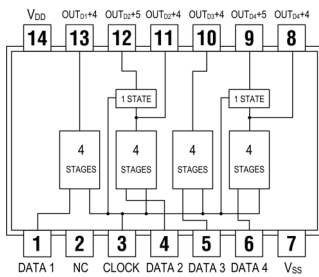 VDD OUTD1+4 OUTD2+5 OUTD2+4 OUTD3+4 OUTD4+5 OUTD4+4
14 13 12 11 10 9 8
1 STATE 1 STATE
4 4 4 4
STAGES STAGES STAGES STAGES
1 2 3 4 5 6 7
DATA 1 NC CLOCK DATA 2 DATA 3 DATA 4 VSS